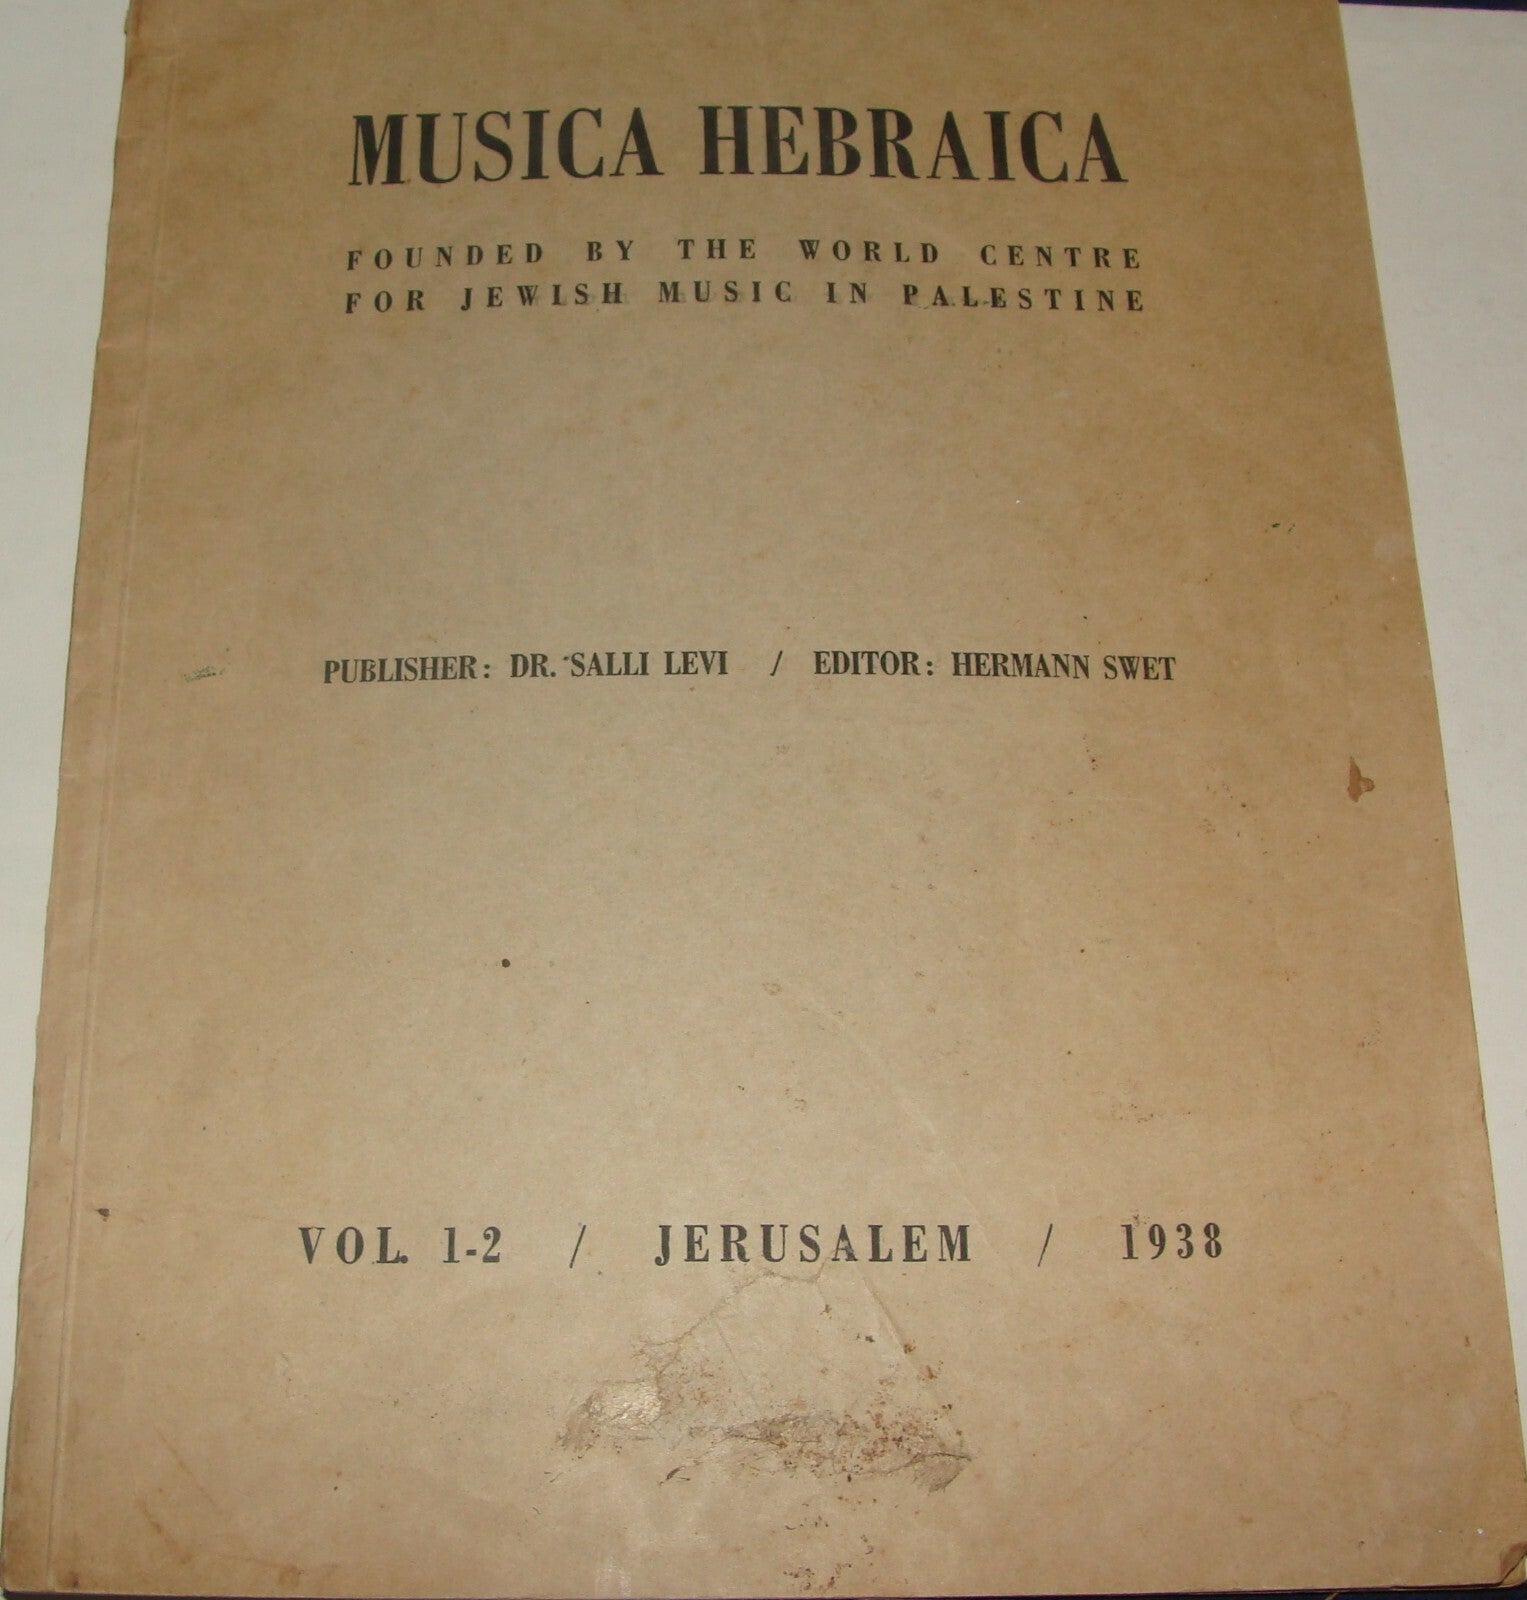 MUSICA HEBRAICA
FOUNDED BY THE WORLD CENTRE
FOR JEWISH MUSIC IN PALESTINE
PUBLISHER: DR. SALLI LEVI / EDITOR: HERMANN SWET
VOL. 1-2 / JERUSALEM / 1938